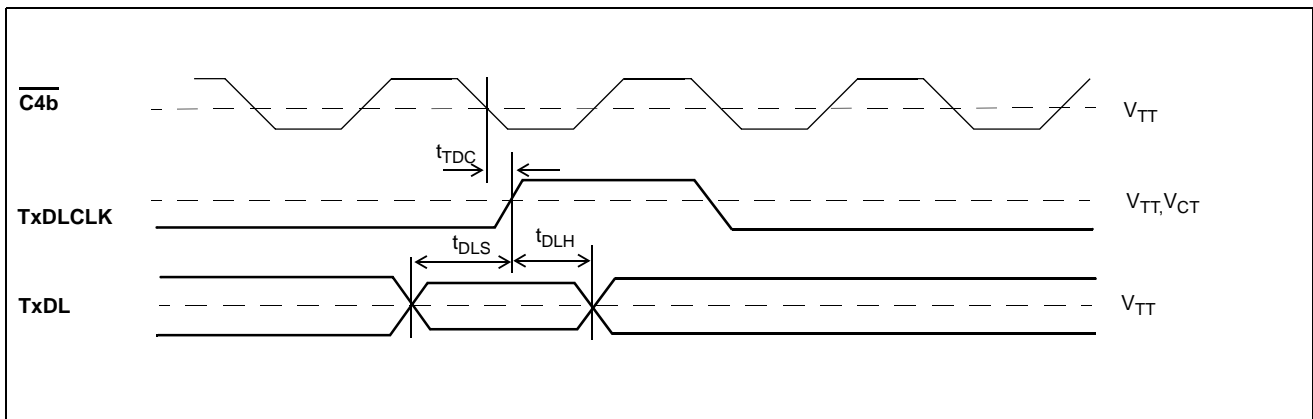 C4b
V_TT
t_TDC
TxDLCLK
V_TT,V_CT
t_DLS
t_DLH
TxDL
V_TT